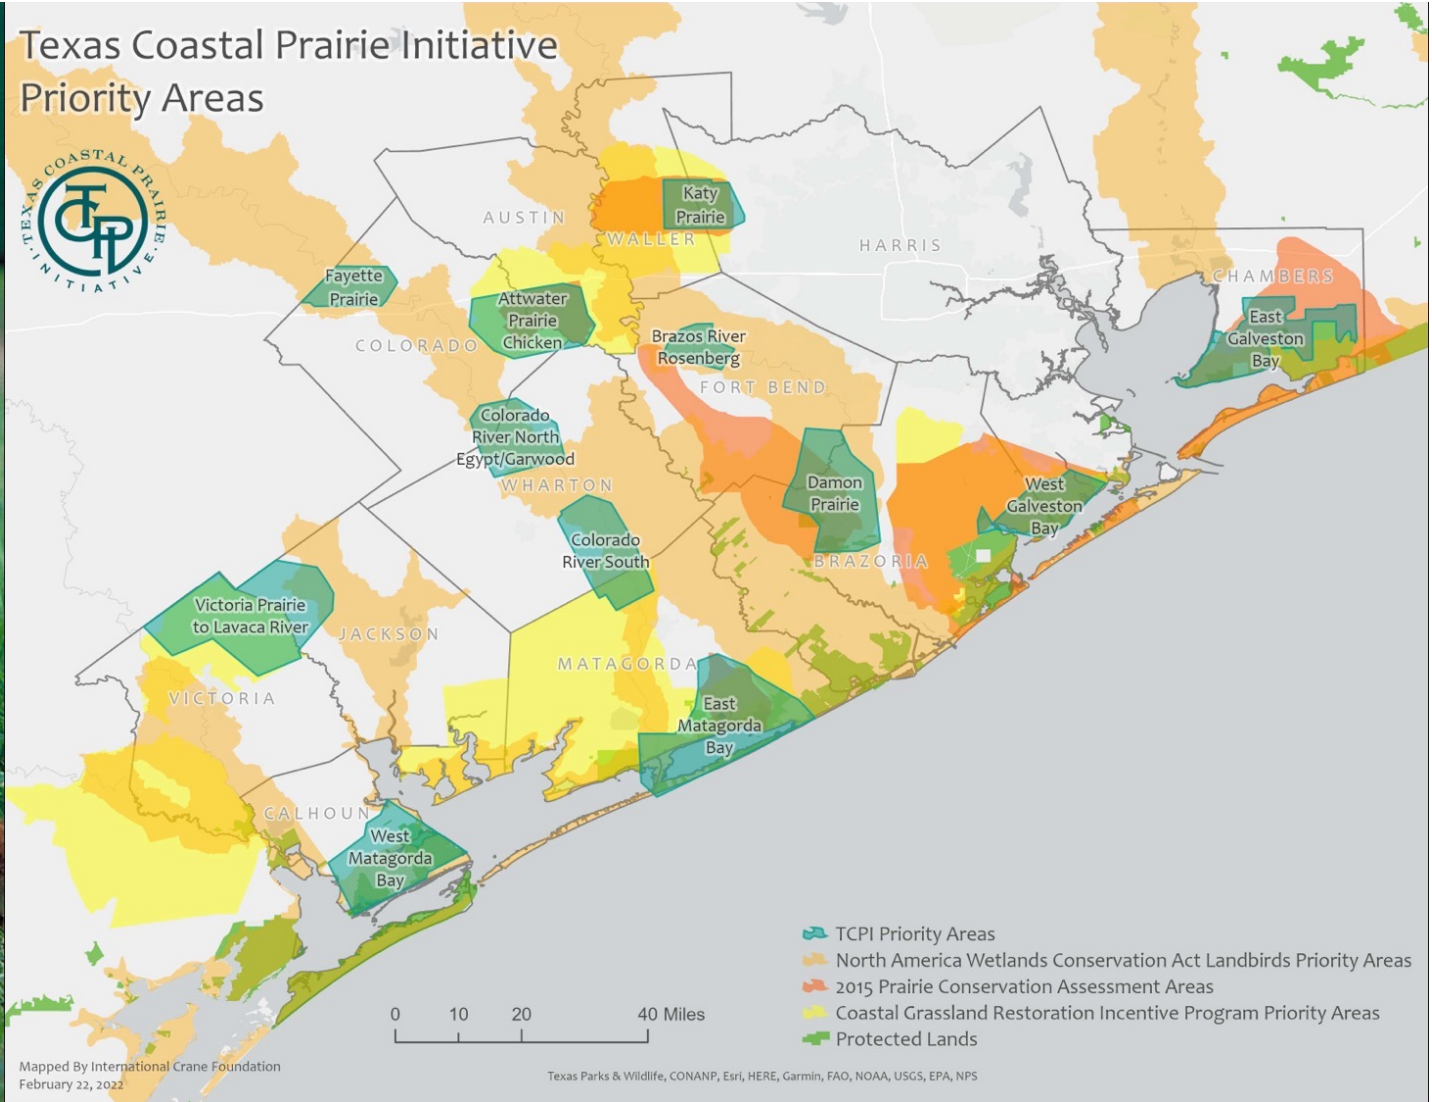 Texas Coastal Prairie Initiative
Priority Areas
TEXAS COASTAL PRAIRIE
INITIATIVE
TCPI
Katy
Prairie
AUSTIN
WALLER
HARRIS
CHAMBERS
Fayette
Prairie
Attwater
Prairie
Chicken
East
Galveston
Bay
COLORADO
Brazos River
Rosenberg
FORT BEND
Colorado
River North
Egypt/Garwood
WHARTON
Damon
Prairie
West
Galveston
Bay
Colorado
River South
BRAZORIA
Victoria Prairie
to Lavaca River
JACKSON
MATAGORDA
VICTORIA
East
Matagorda
Bay
CALHOUN
West
Matagorda
Bay
TCPI Priority Areas
North America Wetlands Conservation Act Landbirds Priority Areas
2015 Prairie Conservation Assessment Areas
Coastal Grassland Restoration Incentive Program Priority Areas
Protected Lands
0 10 20 40 Miles
Mapped By International Crane Foundation
February 22, 2022
Texas Parks & Wildlife, CONANP, Esri, HERE, Garmin, FAO, NOAA, USGS, EPA, NPS